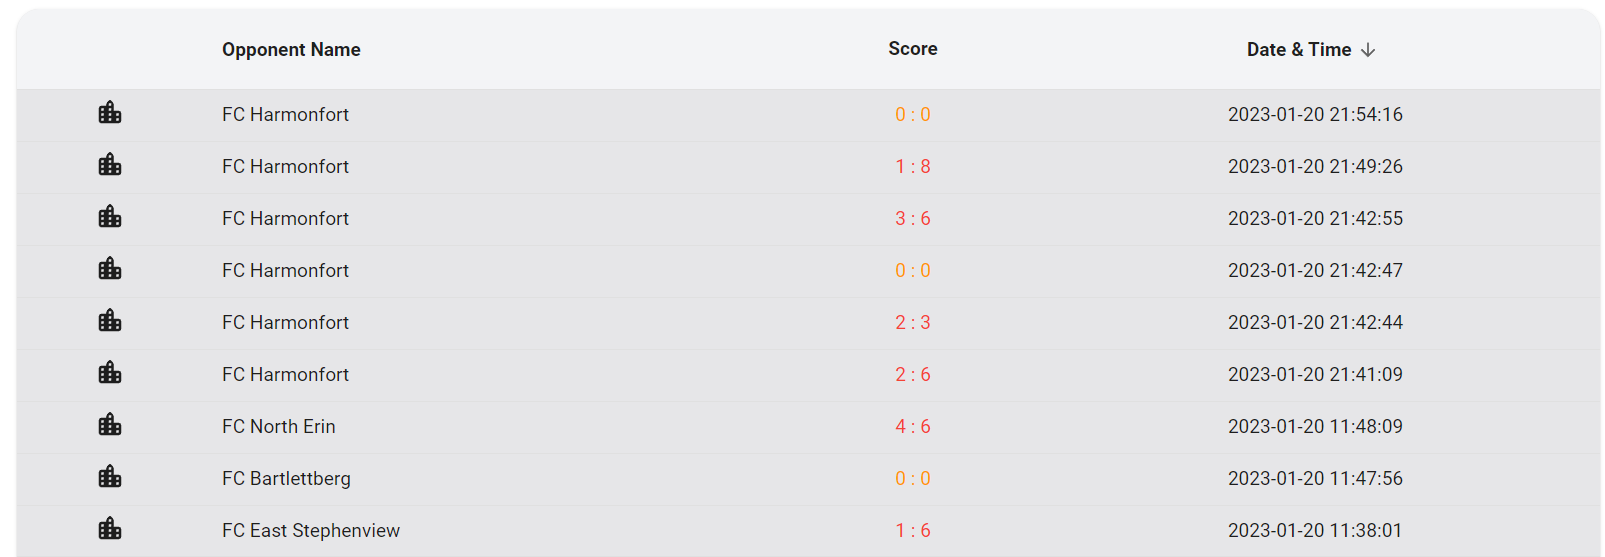 Opponent Name Score Date & Time
FC Harmonfort 0 : 0 2023-01-20 21:54:16
FC Harmonfort 1 : 8 2023-01-20 21:49:26
FC Harmonfort 3 : 6 2023-01-20 21:42:55
FC Harmonfort 0 : 0 2023-01-20 21:42:47
FC Harmonfort 2 : 3 2023-01-20 21:42:44
FC Harmonfort 2 : 6 2023-01-20 21:41:09
FC North Erin 4 : 6 2023-01-20 11:48:09
FC Bartlettberg 0 : 0 2023-01-20 11:47:56
FC East Stephenview 1 : 6 2023-01-20 11:38:01